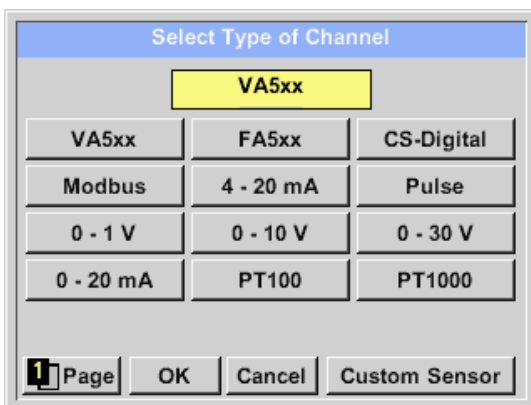 Select Type of Channel
VA5xx
VA5xx FA5xx CS-Digital
Modbus 4 - 20 mA Pulse
0 - 1 V 0 - 10 V 0 - 30 V
0 - 20 mA PT100 PT1000
1 Page OK Cancel Custom Sensor